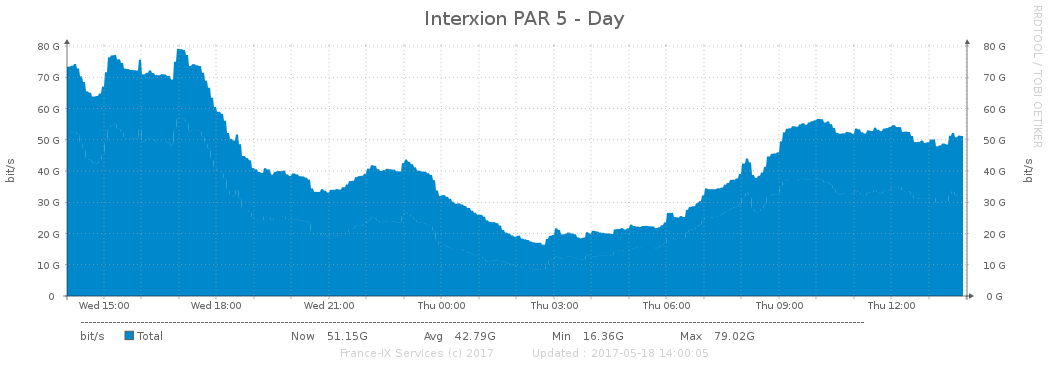 Interxion PAR 5 - Day
RRDTOOL / TOBI OETIKER
bit/s
bit/s
80 G 80 G
70 G 70 G
60 G 60 G
50 G 50 G
40 G 40 G
30 G 30 G
20 G 20 G
10 G 10 G
0 0 G
Wed 15:00 Wed 18:00 Wed 21:00 Thu 00:00 Thu 03:00 Thu 06:00 Thu 09:00 Thu 12:00
bit/s Total Now 51.15G Avg 42.79G Min 16.36G Max 79.02G
France-IX Services (c) 2017 Updated : 2017-05-18 14:00:05